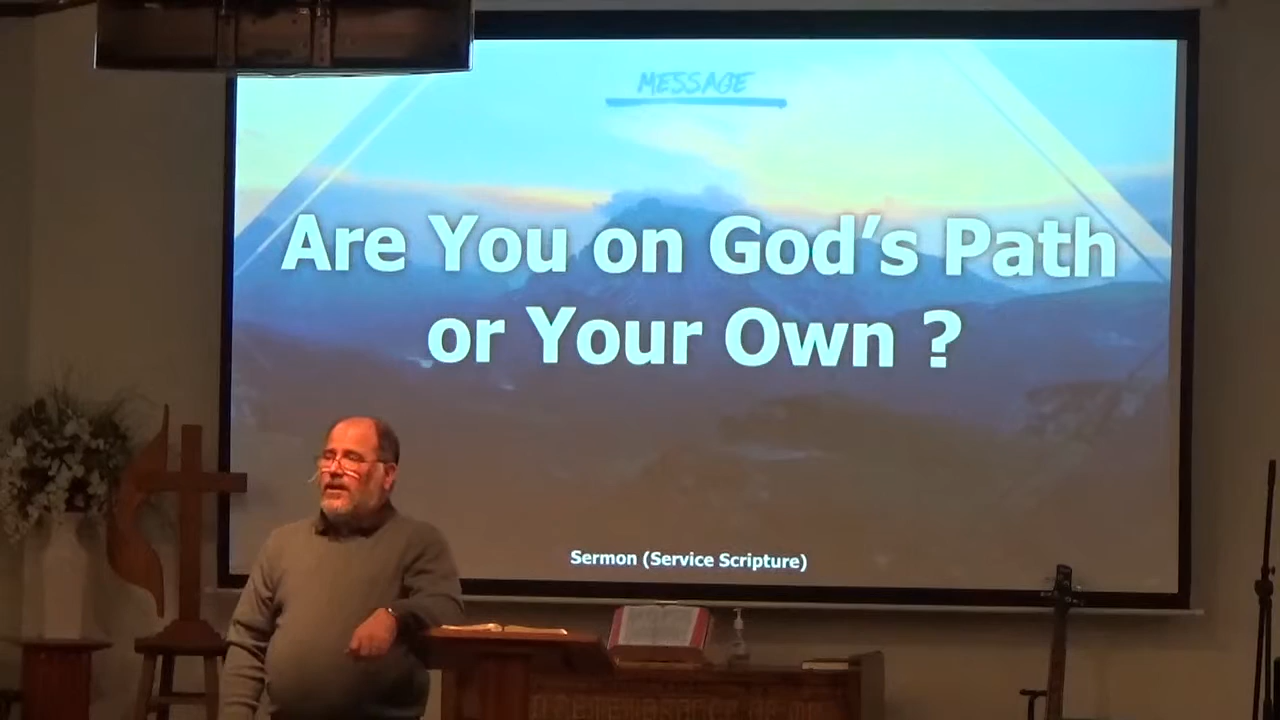 MESSAGE
Are You on God's Path
or Your Own ?
Sermon (Service Scripture)